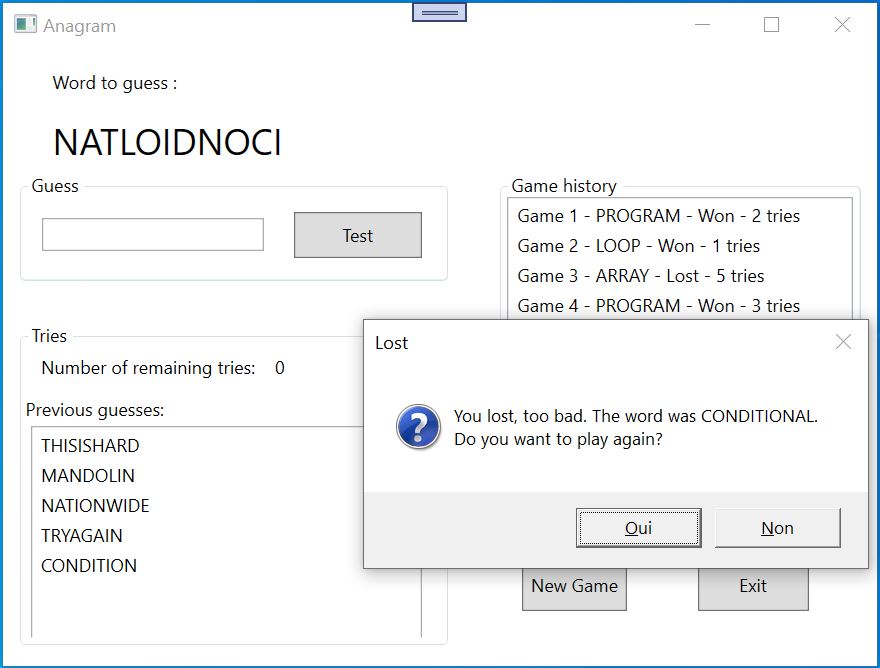 Anagram
Word to guess :
NATLOIDNOCI
Guess
Test
Game history
Game 1 - PROGRAM - Won - 2 tries
Game 2 - LOOP - Won - 1 tries
Game 3 - ARRAY - Lost - 5 tries
Game 4 - PROGRAM - Won - 3 tries
Tries
Number of remaining tries: 0
Previous guesses:
THISISHARD
MANDOLIN
NATIONWIDE
TRYAGAIN
CONDITION
Lost
You lost, too bad. The word was CONDITIONAL.
Do you want to play again?
Oui
Non
New Game
Exit